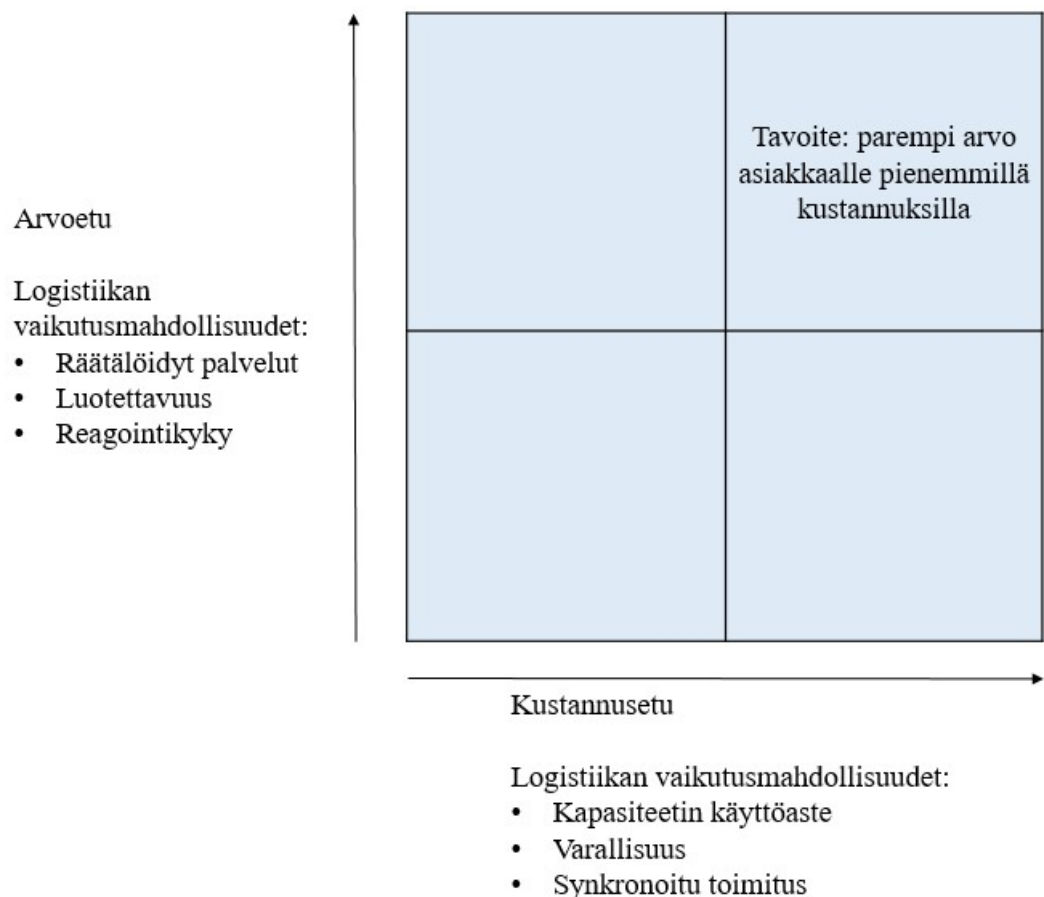 Tavoite: parempi arvo
asiakkaalle pienemmillä
kustannuksilla
Arvoetu
Logistiikan
vaikutusmahdollisuudet:
• Räätälöidyt palvelut
• Luotettavuus
• Reagointikyky
Kustannusetu
Logistiikan vaikutusmahdollisuudet:
• Kapasiteetin käyttöaste
• Varallisuus
• Synkronoitu toimitus